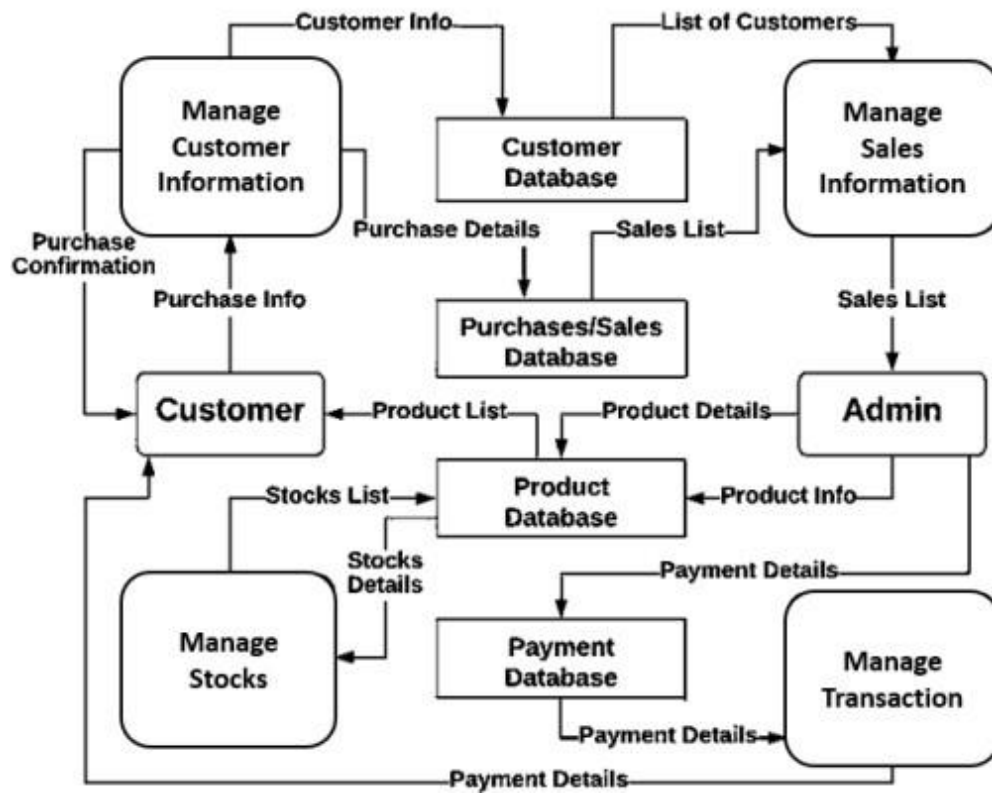 Customer Info
List of Customers
Manage
Customer
Information
Customer
Database
Manage
Sales
Information
Purchase
Confirmation
Purchase Details
Sales List
Purchase Info
Purchases/Sales
Database
Sales List
Customer
Product List
Product Details
Admin
Stocks List
Product
Database
Product Info
Stocks
Details
Payment Details
Manage
Stocks
Payment
Database
Manage
Transaction
Payment Details
Payment Details